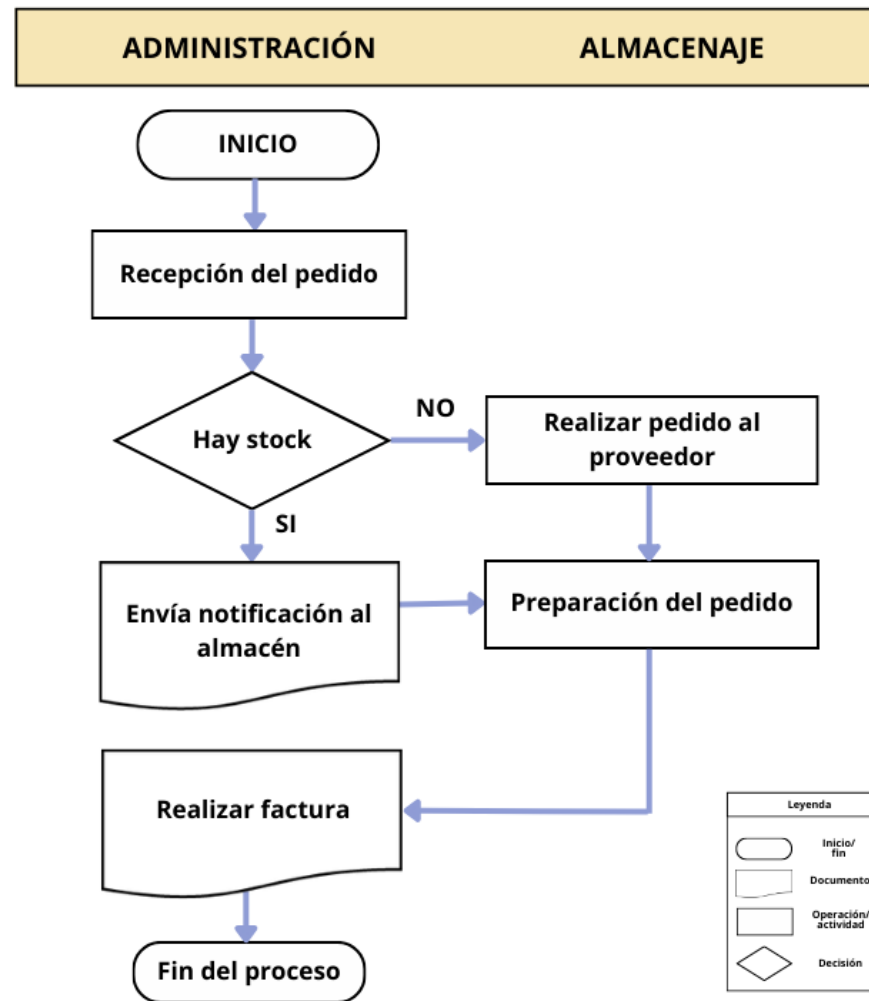 ADMINISTRACIÓN
ALMACENAJE
INICIO
Recepción del pedido
Hay stock
NO
Realizar pedido al
proveedor
SI
Envía notificación al
almacén
Preparación del pedido
Realizar factura
Fin del proceso
Leyenda
Inicio/
fin
Documento
Operación/
actividad
Decisión